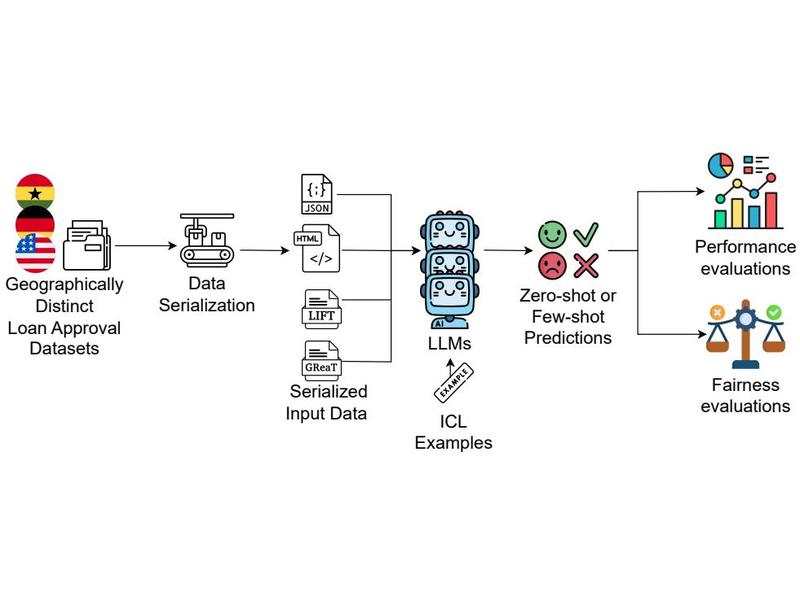 Geographically
Distinct
Loan Approval
Datasets
Data
Serialization
{;}
JSON
HTML
</>
LIFT
GReaT
Serialized
Input Data
AI
LLMs
EXAMPLE
ICL
Examples
Zero-shot or
Few-shot
Predictions
Performance
evaluations
Fairness
evaluations